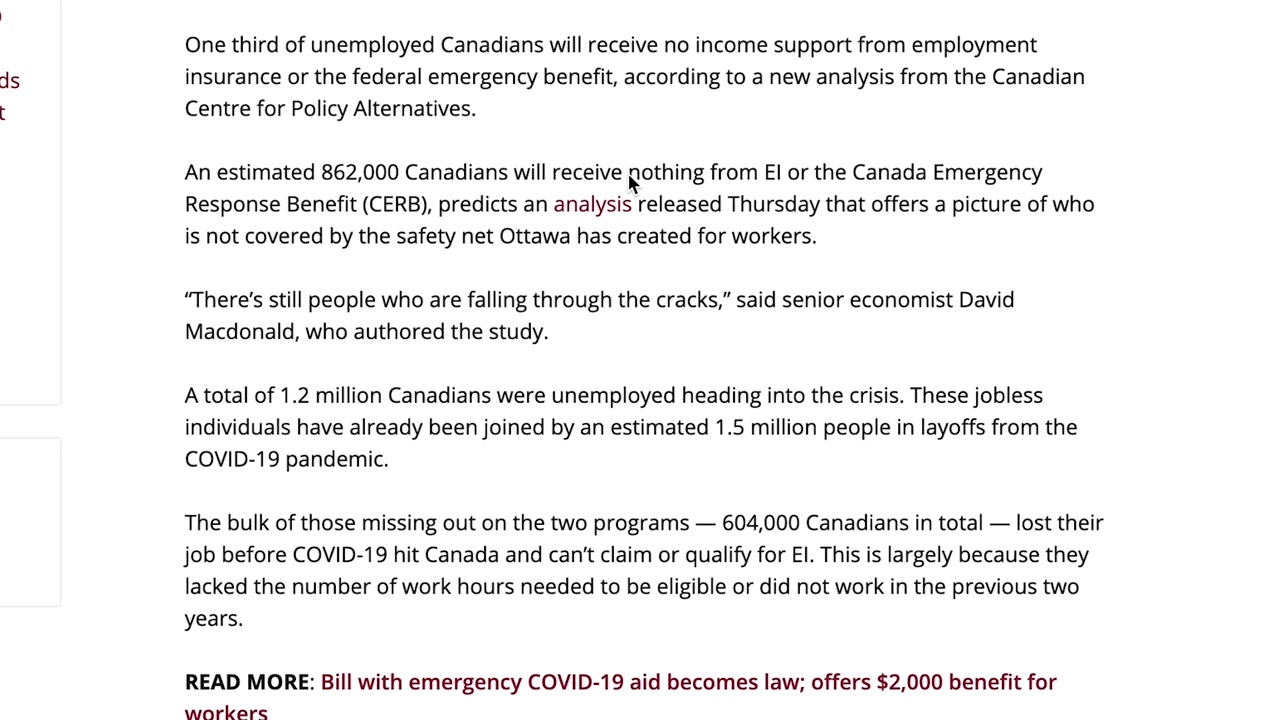 ds
t
One third of unemployed Canadians will receive no income support from employment
insurance or the federal emergency benefit, according to a new analysis from the Canadian
Centre for Policy Alternatives.
An estimated 862,000 Canadians will receive nothing from EI or the Canada Emergency
Response Benefit (CERB), predicts an analysis released Thursday that offers a picture of who
is not covered by the safety net Ottawa has created for workers.
“There’s still people who are falling through the cracks,” said senior economist David
Macdonald, who authored the study.
A total of 1.2 million Canadians were unemployed heading into the crisis. These jobless
individuals have already been joined by an estimated 1.5 million people in layoffs from the
COVID-19 pandemic.
The bulk of those missing out on the two programs — 604,000 Canadians in total — lost their
job before COVID-19 hit Canada and can’t claim or qualify for EI. This is largely because they
lacked the number of work hours needed to be eligible or did not work in the previous two
years.
READ MORE: Bill with emergency COVID-19 aid becomes law; offers $2,000 benefit for
workers